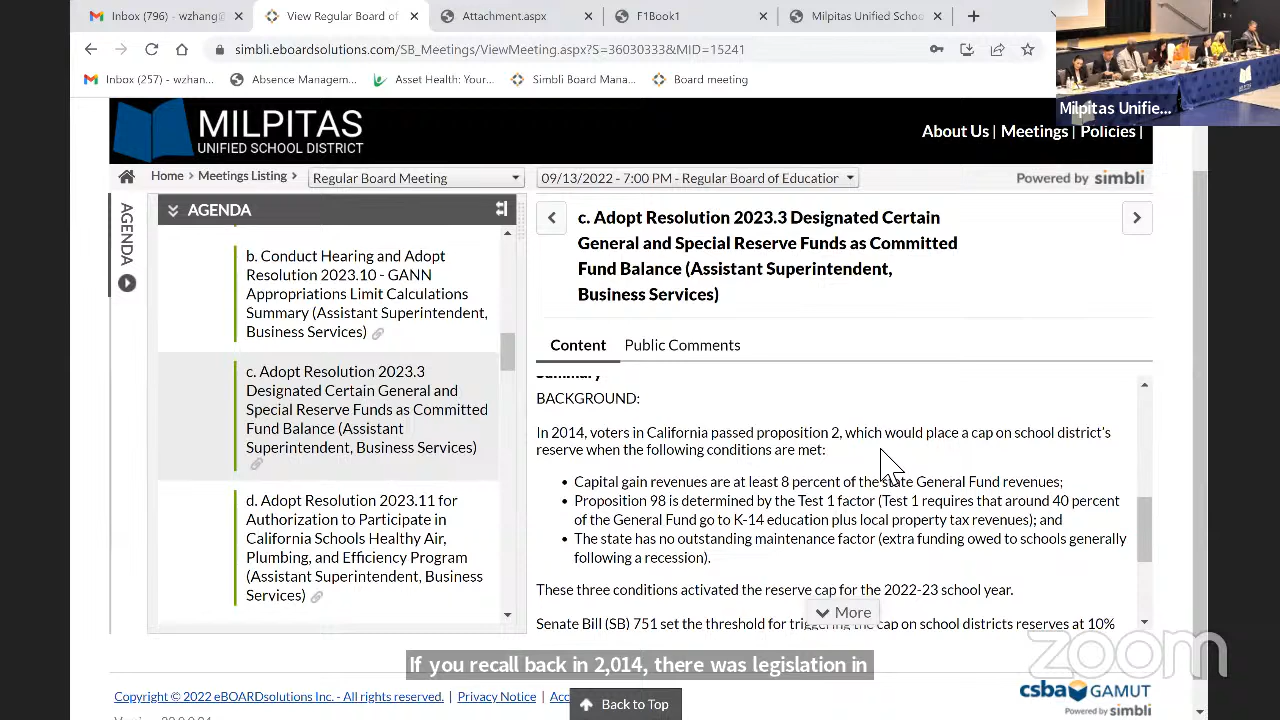 Inbox (796) - wzhang@
View Regular Board of
Attachment.aspx
F1Book1
Milpitas Unified Schoo
simbli.eboardsolutions.com/SB_Meetings/ViewMeeting.aspx?S=36030333&MID=15241
Inbox (257) - wzhan...
Absence Managem...
Asset Health: Your...
Simbli Board Mana...
Board meeting
Milpitas Unifie...
MILPITAS
UNIFIED SCHOOL DISTRICT
About Us | Meetings | Policies |
Home > Meetings Listing >
Regular Board Meeting
09/13/2022 - 7:00 PM - Regular Board of Education
Powered by simbli
AGENDA
AGENDA
b. Conduct Hearing and Adopt
Resolution 2023.10 - GANN
Appropriations Limit Calculations
Summary (Assistant Superintendent,
Business Services)
c. Adopt Resolution 2023.3
Designated Certain General and
Special Reserve Funds as Committed
Fund Balance (Assistant
Superintendent, Business Services)
d. Adopt Resolution 2023.11 for
Authorization to Participate in
California Schools Healthy Air,
Plumbing, and Efficiency Program
(Assistant Superintendent, Business
Services)
c. Adopt Resolution 2023.3 Designated Certain
General and Special Reserve Funds as Committed
Fund Balance (Assistant Superintendent,
Business Services)
Content
Public Comments
Summary
BACKGROUND:
In 2014, voters in California passed proposition 2, which would place a cap on school district's
reserve when the following conditions are met:
• Capital gain revenues are at least 8 percent of the state General Fund revenues;
• Proposition 98 is determined by the Test 1 factor (Test 1 requires that around 40 percent
of the General Fund go to K-14 education plus local property tax revenues); and
• The state has no outstanding maintenance factor (extra funding owed to schools generally
following a recession).
These three conditions activated the reserve cap for the 2022-23 school year.
More
Senate Bill (SB) 751 set the threshold for triggering the cap on school districts reserves at 10%
If you recall back in 2,014, there was legislation in
zoom
Copyright © 2022 eBOARDsolutions Inc. All rights reserved.
Privacy Notice
Acc
Back to Top
csba GAMUT
Powered by simbli